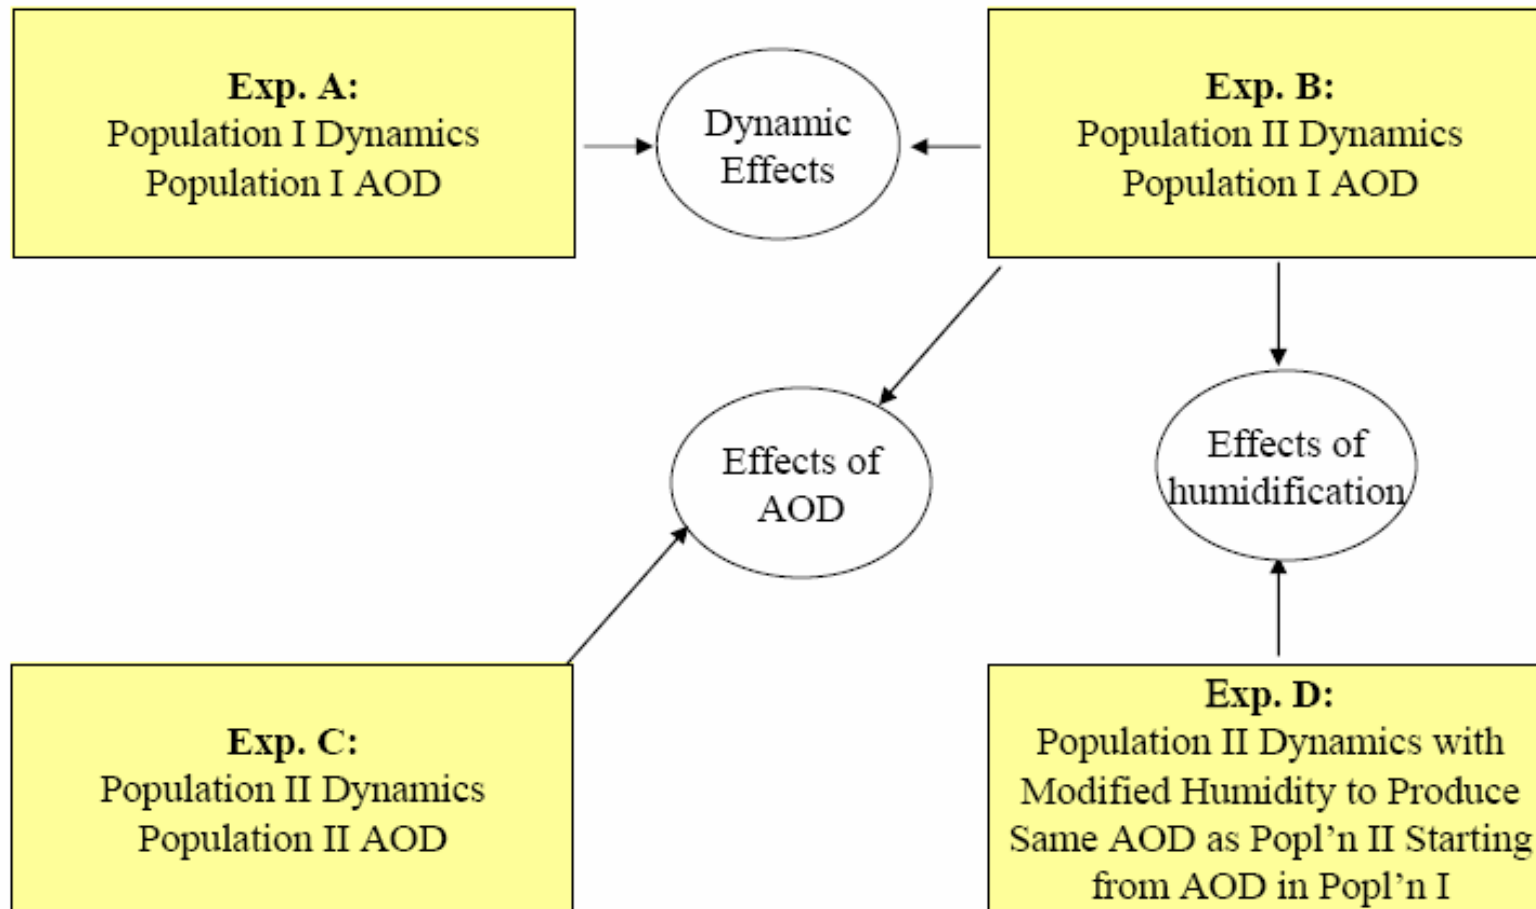 Exp. A:
Population I Dynamics
Population I AOD
Dynamic
Effects
Exp. B:
Population II Dynamics
Population I AOD
Effects of
AOD
Effects of
humidification
Exp. C:
Population II Dynamics
Population II AOD
Exp. D:
Population II Dynamics with
Modified Humidity to Produce
Same AOD as Popl’n II Starting
from AOD in Popl’n I